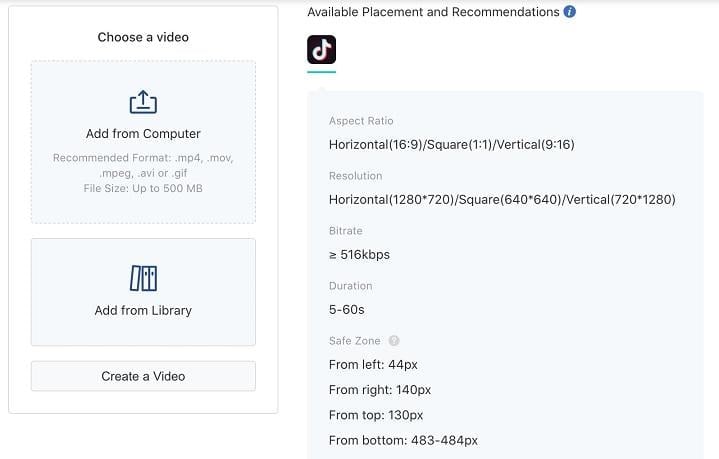 Choose a video
Add from Computer
Recommended Format: .mp4, .mov,
.mpeg, .avi or .gif
File Size: Up to 500 MB
Add from Library
Create a Video
Available Placement and Recommendations i
Aspect Ratio
Horizontal(16:9)/Square(1:1)/Vertical(9:16)
Resolution
Horizontal(1280*720)/Square(640*640)/Vertical(720*1280)
Bitrate
≥ 516kbps
Duration
5-60s
Safe Zone ?
From left: 44px
From right: 140px
From top: 130px
From bottom: 483-484px